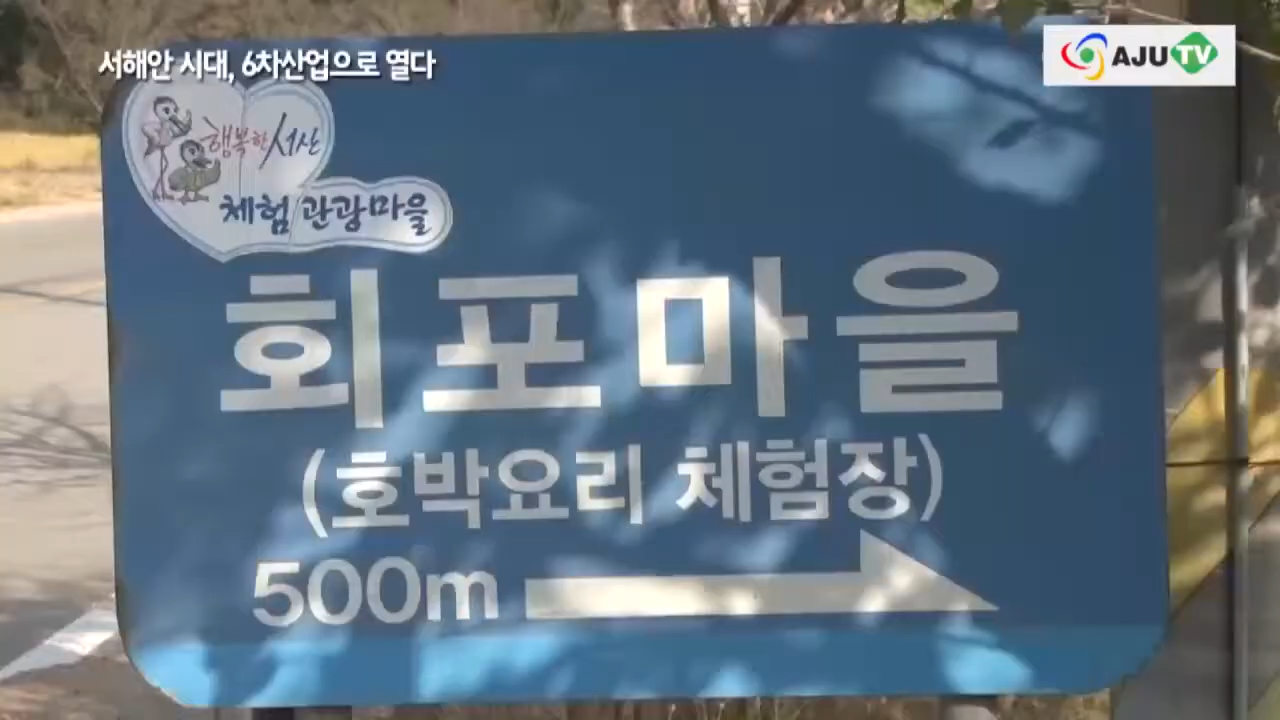 서해안 시대, 6차산업으로 열다
AJU TV
행복한 서산
체험 관광마을
회포마을
(호박요리 체험장)
500m